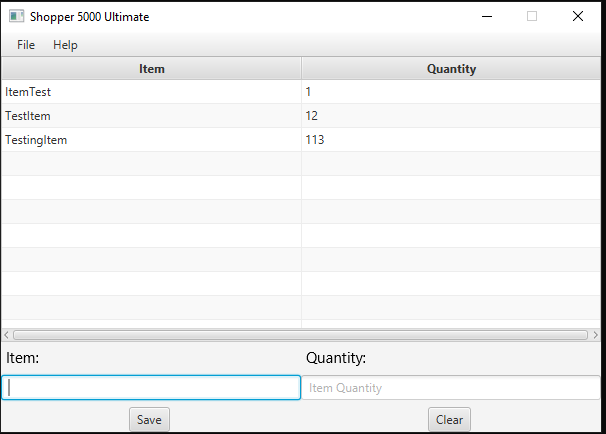 Shopper 5000 Ultimate
File Help
Item Quantity
ItemTest 1
TestItem 12
TestingItem 113
Item: Quantity:
Item Quantity
Save Clear